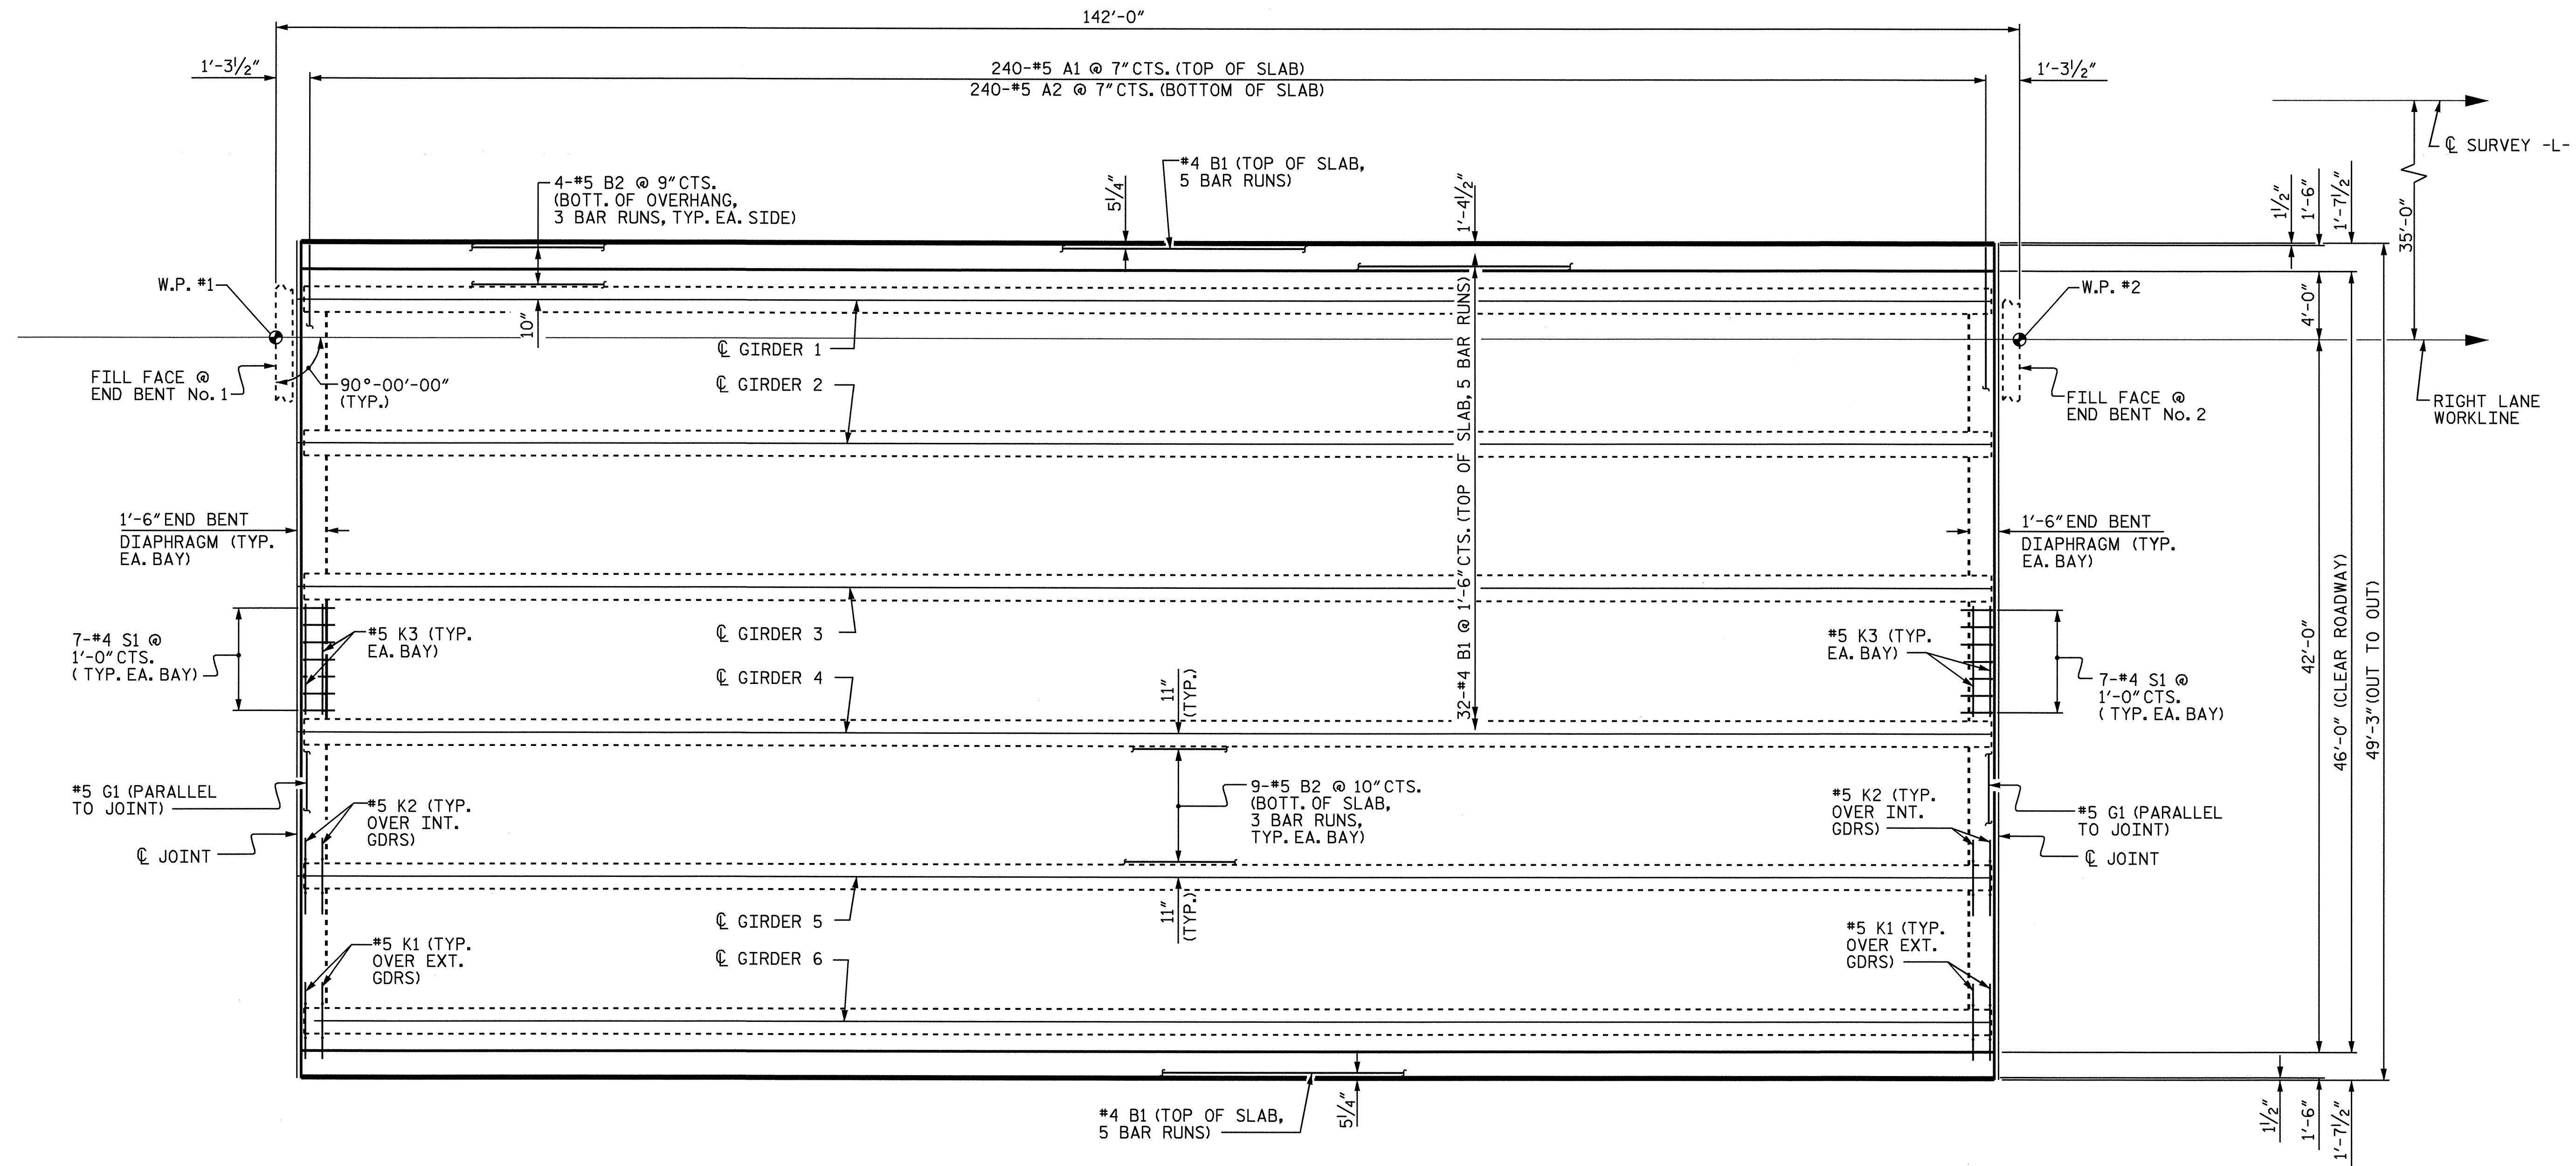 142'-0"
1'-3½"
240-#5 A1 @ 7" CTS. (TOP OF SLAB)
240-#5 A2 @ 7" CTS. (BOTTOM OF SLAB)
1'-3½"
℄ SURVEY -L-
35'-0"
4-#5 B2 @ 9" CTS.
(BOTT. OF OVERHANG,
3 BAR RUNS, TYP. EA. SIDE)
#4 B1 (TOP OF SLAB,
5 BAR RUNS)
5¼"
1'-4½"
1½"
1'-6"
1'-7½"
W.P. #1
10"
℄ GIRDER 1
W.P. #2
4'-0"
FILL FACE @
END BENT No. 1
90°-00'-00"
(TYP.)
℄ GIRDER 2
FILL FACE @
END BENT No. 2
RIGHT LANE
WORKLINE
32-#4 B1 @ 1'-6" CTS. (TOP OF SLAB, 5 BAR RUNS)
1'-6" END BENT
DIAPHRAGM (TYP.
EA. BAY)
1'-6" END BENT
DIAPHRAGM (TYP.
EA. BAY)
42'-0"
46'-0" (CLEAR ROADWAY)
49'-3" (OUT TO OUT)
7-#4 S1 @
1'-0" CTS.
(TYP. EA. BAY)
#5 K3 (TYP.
EA. BAY)
℄ GIRDER 3
#5 K3 (TYP.
EA. BAY)
7-#4 S1 @
1'-0" CTS.
(TYP. EA. BAY)
℄ GIRDER 4
11"
(TYP.)
#5 G1 (PARALLEL
TO JOINT)
#5 K2 (TYP.
OVER INT.
GDRS)
9-#5 B2 @ 10" CTS.
(BOTT. OF SLAB,
3 BAR RUNS,
TYP. EA. BAY)
#5 K2 (TYP.
OVER INT.
GDRS)
#5 G1 (PARALLEL
TO JOINT)
℄ JOINT
℄ JOINT
℄ GIRDER 5
11"
(TYP.)
#5 K1 (TYP.
OVER EXT.
GDRS)
℄ GIRDER 6
#5 K1 (TYP.
OVER EXT.
GDRS)
#4 B1 (TOP OF SLAB,
5 BAR RUNS)
5¼"
1½"
1'-6"
1'-7½"